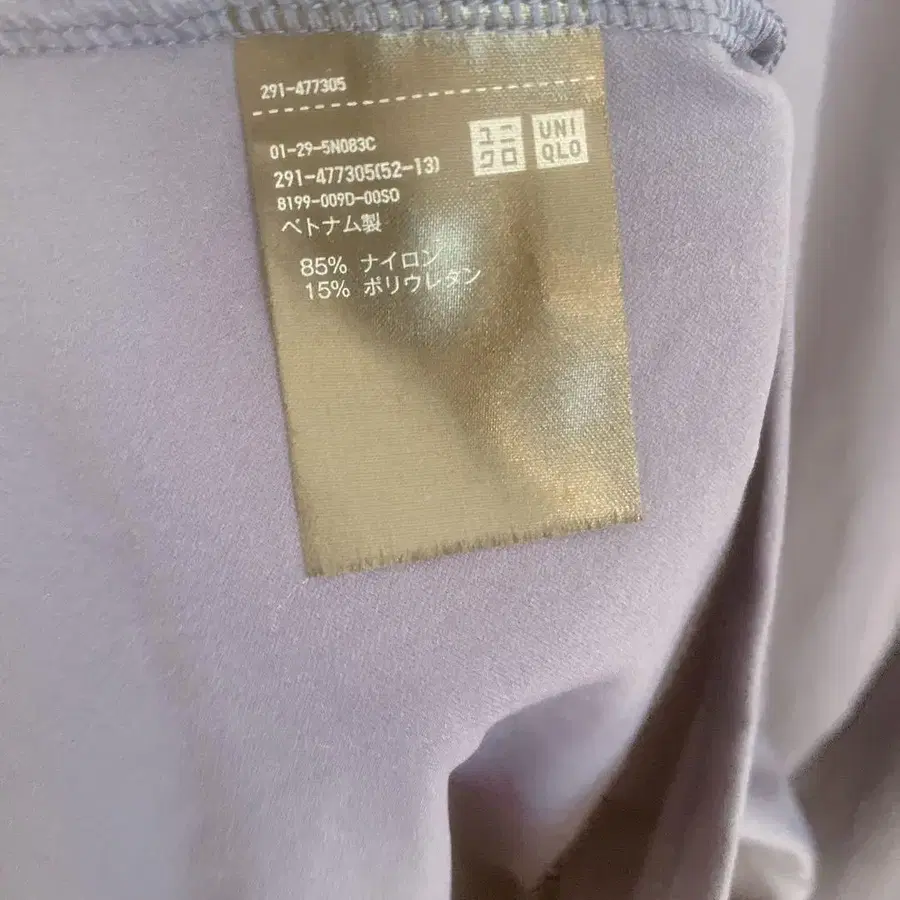 291-477305
ユニ
クロ
UNI
QLO
01-29-5N083C
291-477305(52-13)
8199-009D-00SO
ベトナム製
85% ナイロン
15% ポリウレタン